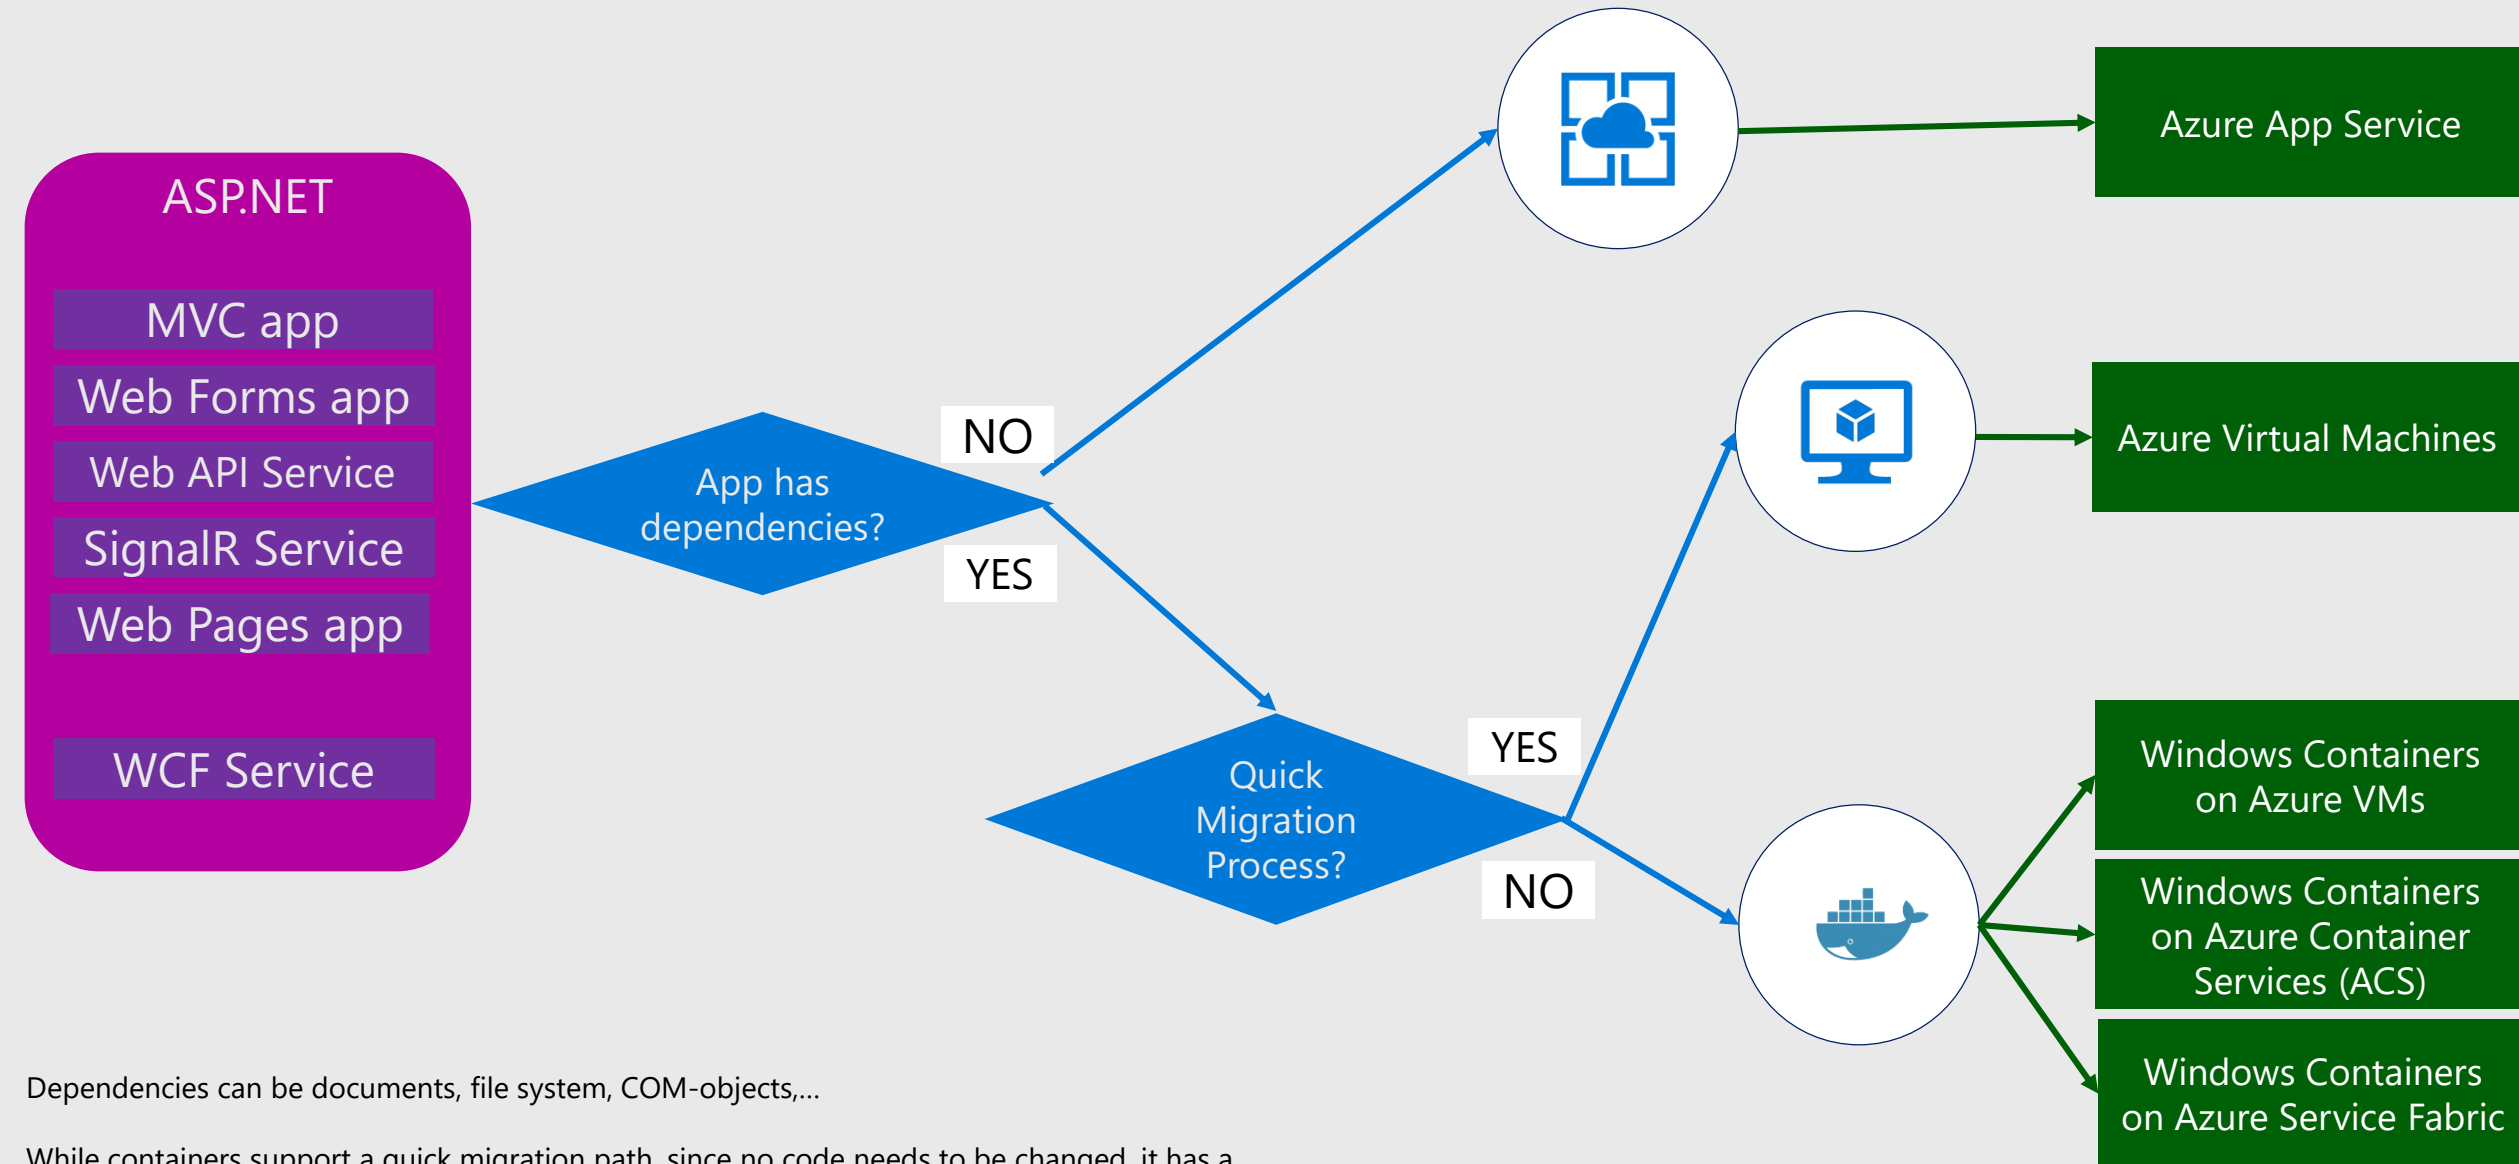 ASP.NET
MVC app
Web Forms app
Web API Service
SignalR Service
Web Pages app
WCF Service
App has
dependencies?
NO
YES
Quick
Migration
Process?
YES
NO
Azure App Service
Azure Virtual Machines
Windows Containers
on Azure VMs
Windows Containers
on Azure Container
Services (ACS)
Windows Containers
on Azure Service Fabric
Dependencies can be documents, file system, COM-objects,...
While containers support a quick migration path, since no code needs to be changed, it has a